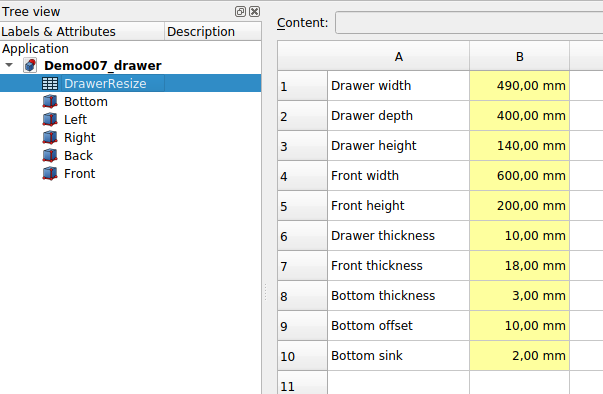 Tree view
Labels & Attributes Description
Application
Demo007_drawer
DrawerResize
Bottom
Left
Right
Back
Front
Content:
A B
1 Drawer width 490,00 mm
2 Drawer depth 400,00 mm
3 Drawer height 140,00 mm
4 Front width 600,00 mm
5 Front height 200,00 mm
6 Drawer thickness 10,00 mm
7 Front thickness 18,00 mm
8 Bottom thickness 3,00 mm
9 Bottom offset 10,00 mm
10 Bottom sink 2,00 mm
11